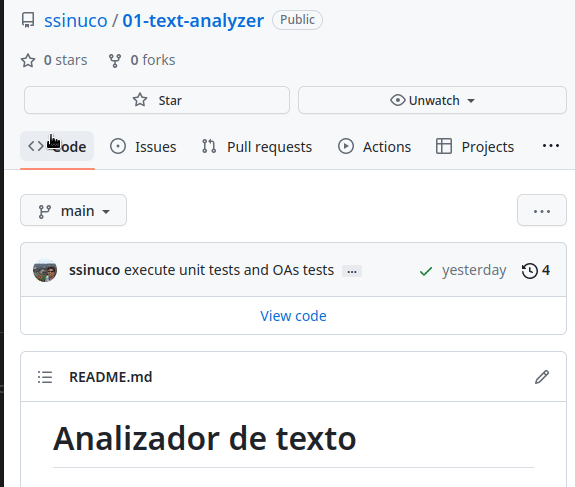 ssinuco / 01-text-analyzer Public
0 stars 0 forks
Star Unwatch
Code Issues Pull requests Actions Projects ...
main ...
ssinuco execute unit tests and OAs tests ... yesterday 4
View code
README.md
Analizador de texto